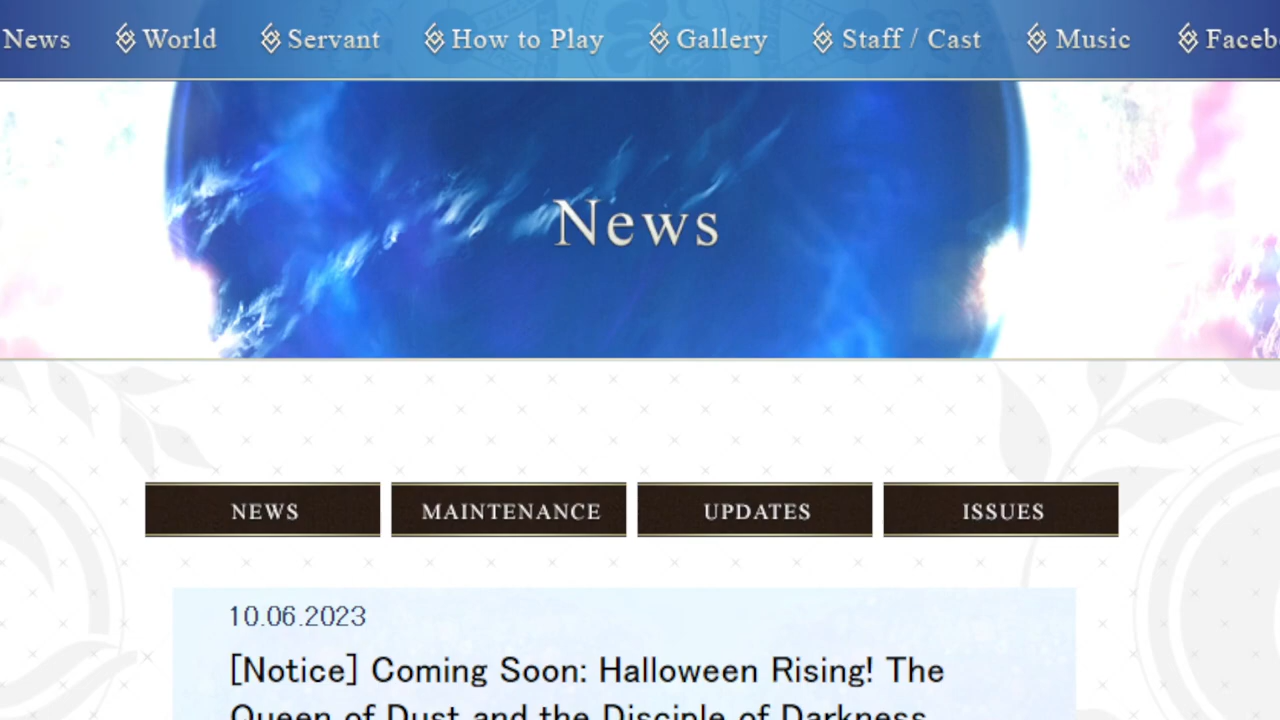 News World Servant How to Play Gallery Staff / Cast Music
News
NEWS MAINTENANCE UPDATES ISSUES
10.06.2023
[Notice] Coming Soon: Halloween Rising! The
Queen of Dust and the Disciple of Darkness